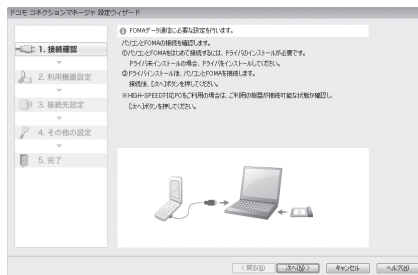 ドコモ コネクションマネージャ 設定ウィザード
FOMAデータ通信に必要な設定を行います。
1. 接続確認
2. 利用機器設定
3. 接続先設定
4. その他の設定
5. 完了
パソコンとFOMAの接続を確認します。
①パソコンとFOMAをはじめて接続するには、ドライバのインストールが必要です。
ドライバ未インストールの場合、ドライバをインストールしてください。
②ドライバインストール後、パソコンとFOMAを接続します。
接続後、[次へ]ボタンを押してください。
※HIGH-SPEED対応PCをご利用の場合は、ご利用の機器が接続可能な状態か確認し、
[次へ]ボタンを押してください。
< 戻る(B) 次へ(N) > キャンセル ヘルプ(H)